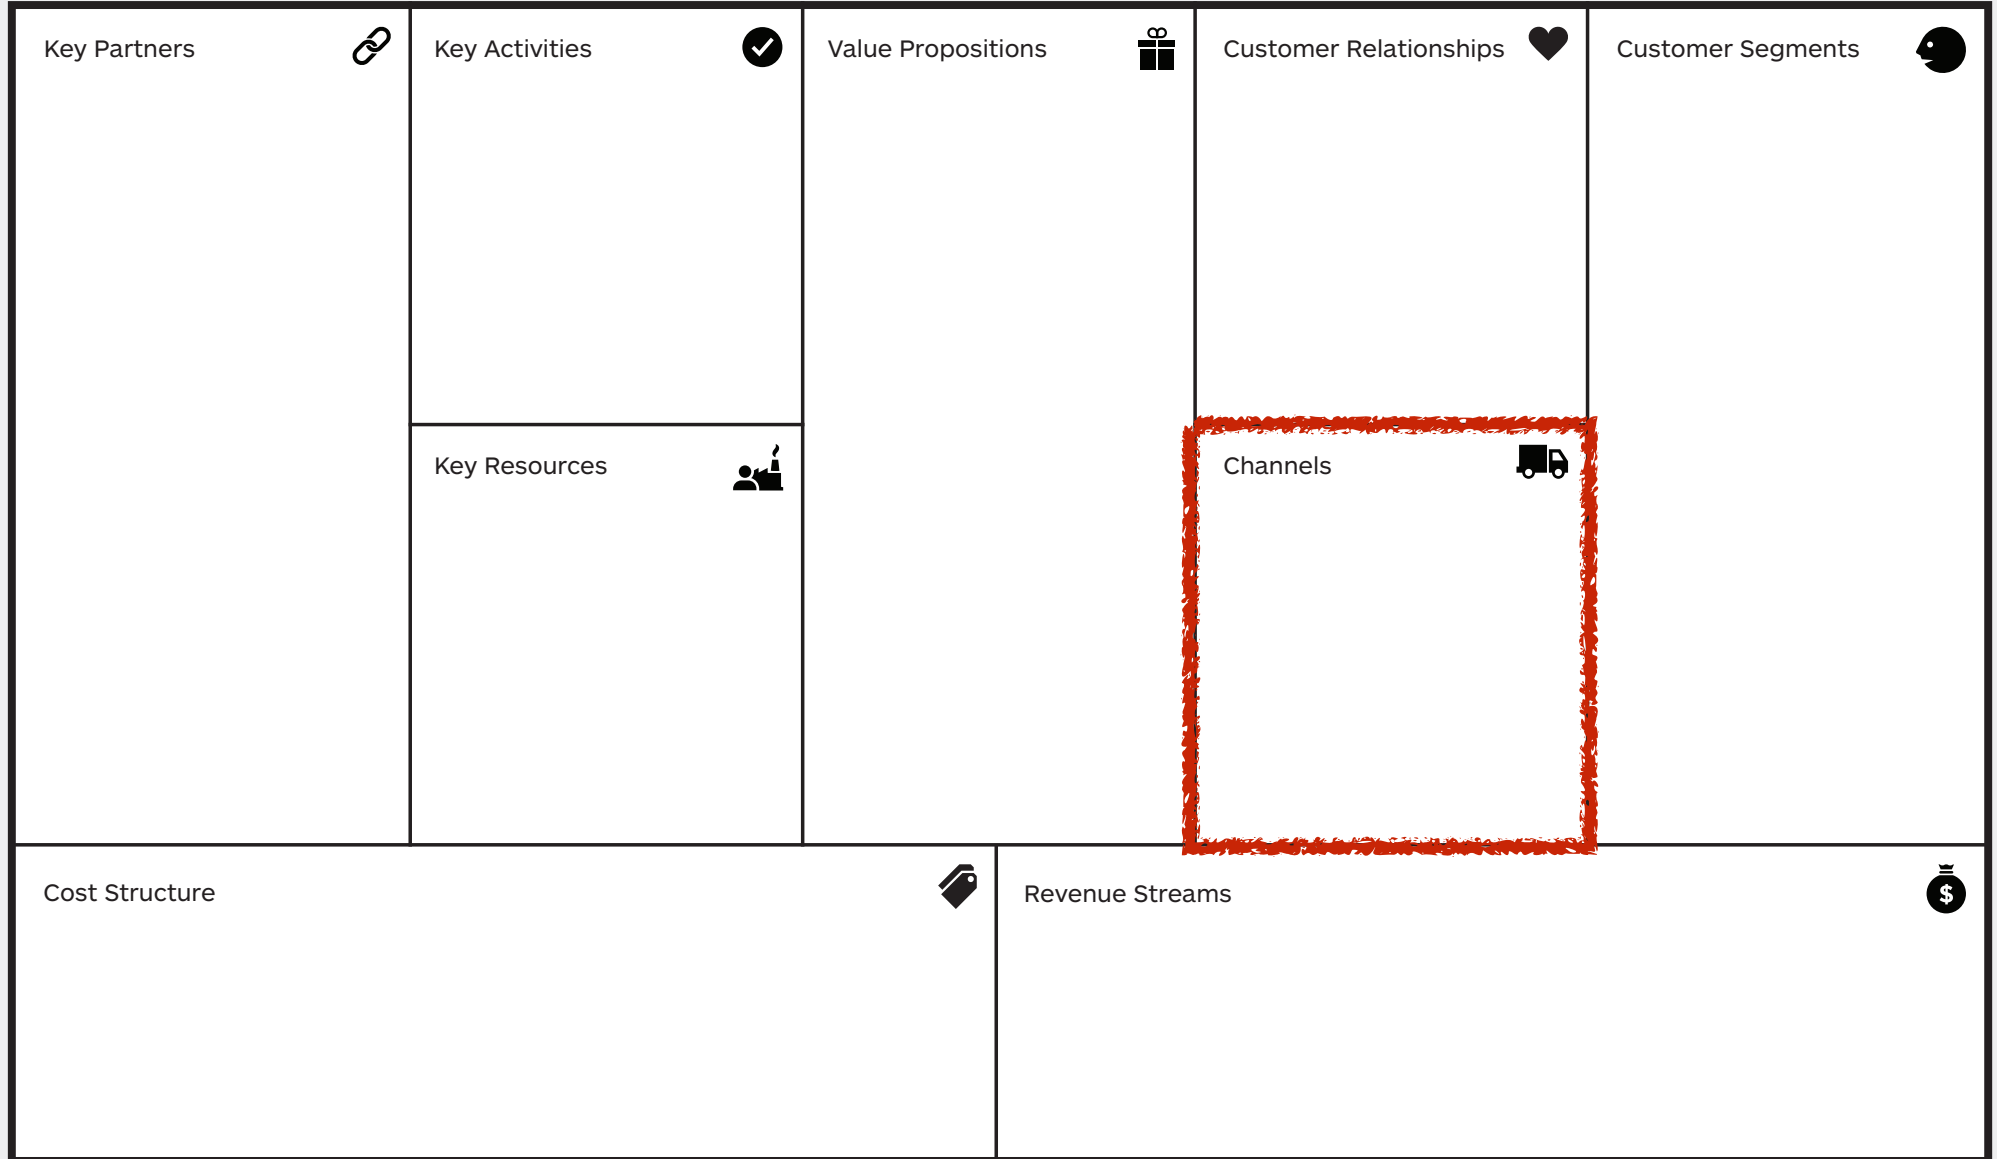 Key Partners
Key Activities
Value Propositions
Customer Relationships
Customer Segments
Key Resources
Channels
Cost Structure
Revenue Streams
$